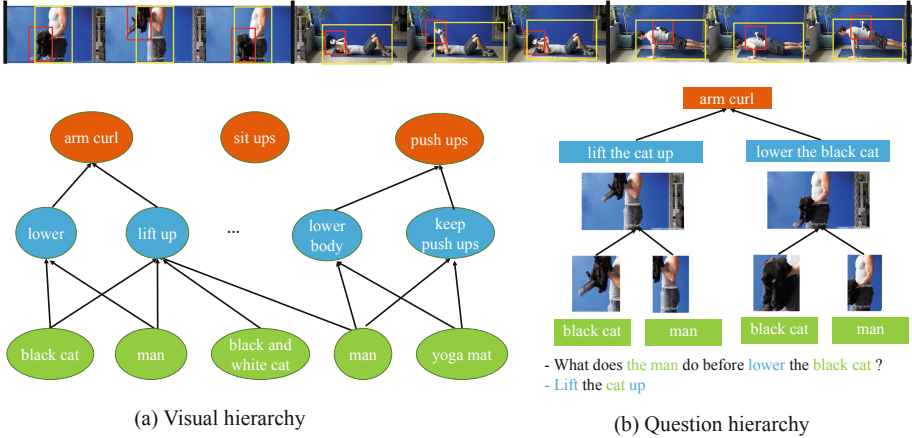 arm curl
sit ups
push ups
lower
lift up
...
lower
body
keep
push ups
black cat
man
black and
white cat
man
yoga mat
(a) Visual hierarchy
arm curl
lift the cat up
lower the black cat
black cat
man
black cat
man
- What does the man do before lower the black cat ?
- Lift the cat up
(b) Question hierarchy